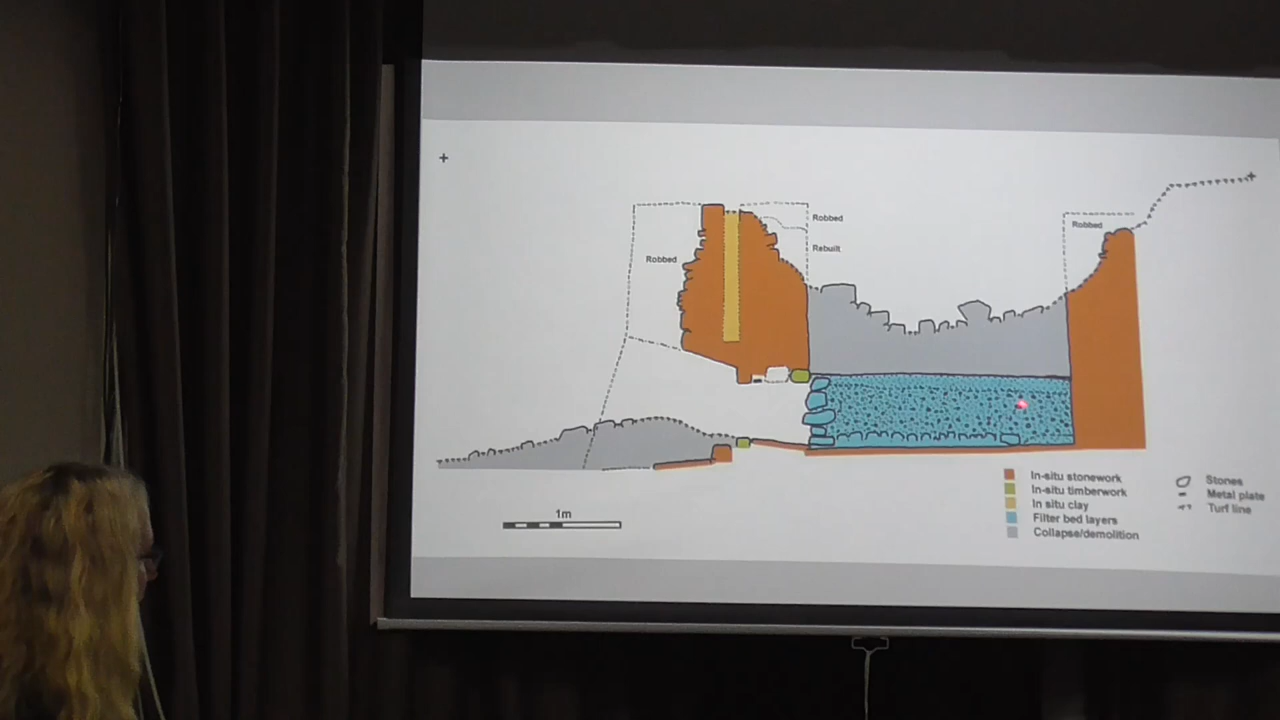 Robbed
Rebuilt
Robbed
Robbed
1m
In-situ stonework
In-situ timberwork
In situ clay
Filter bed layers
Collapse/demolition
Stones
Metal plate
Turf line